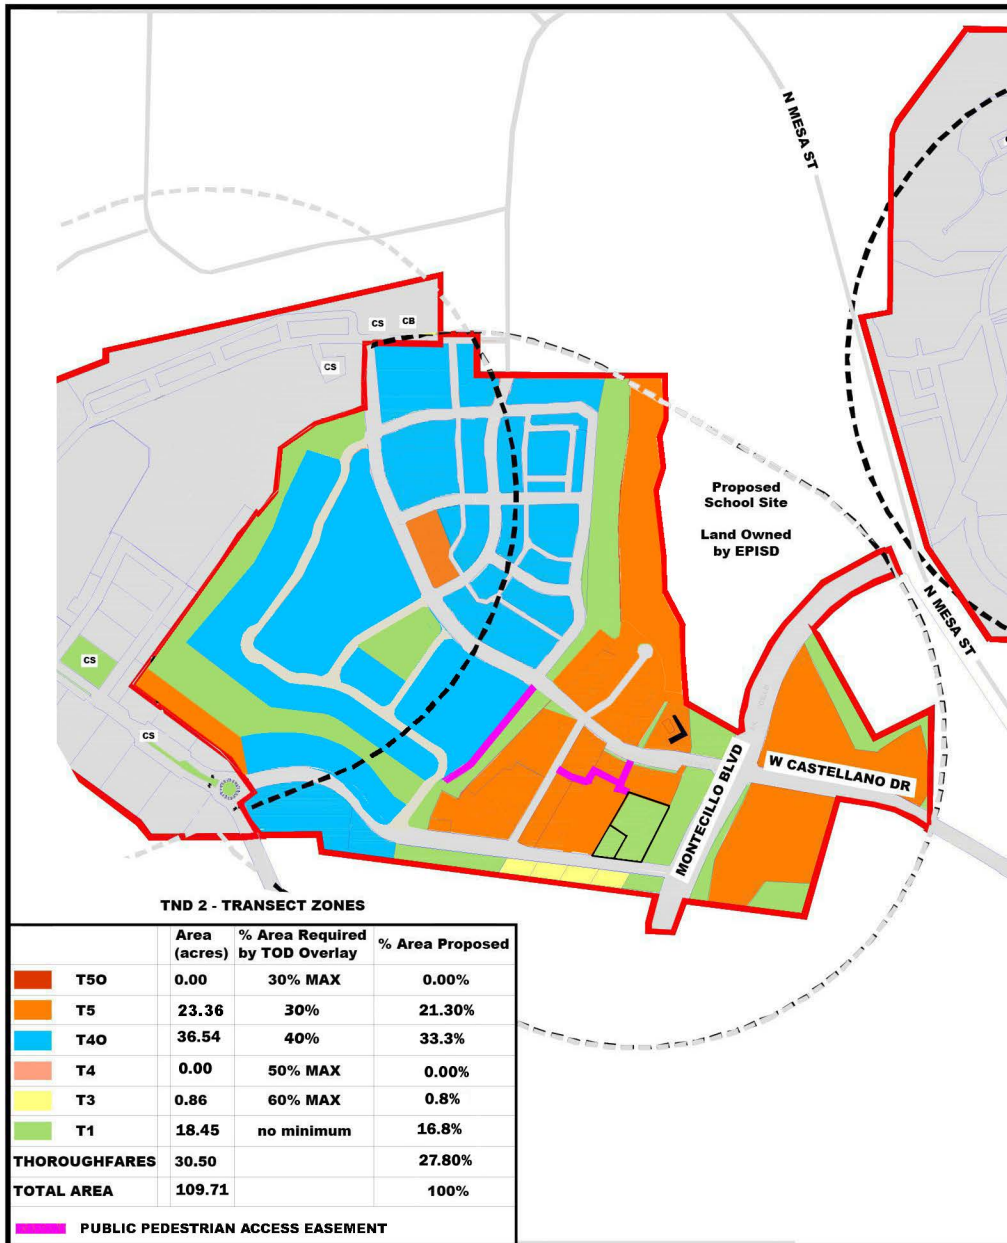 N MESA ST
CS
CB
CS
Proposed
School Site
Land Owned
by EPISD
N MESA ST
CS
CS
MONTECILLO BLVD
W CASTELLANO DR
TND 2 - TRANSECT ZONES
Area (acres) % Area Required by TOD Overlay % Area Proposed
T5O 0.00 30% MAX 0.00%
T5 23.36 30% 21.30%
T4O 36.54 40% 33.3%
T4 0.00 50% MAX 0.00%
T3 0.86 60% MAX 0.8%
T1 18.45 no minimum 16.8%
THOROUGHFARES 30.50 27.80%
TOTAL AREA 109.71 100%
PUBLIC PEDESTRIAN ACCESS EASEMENT